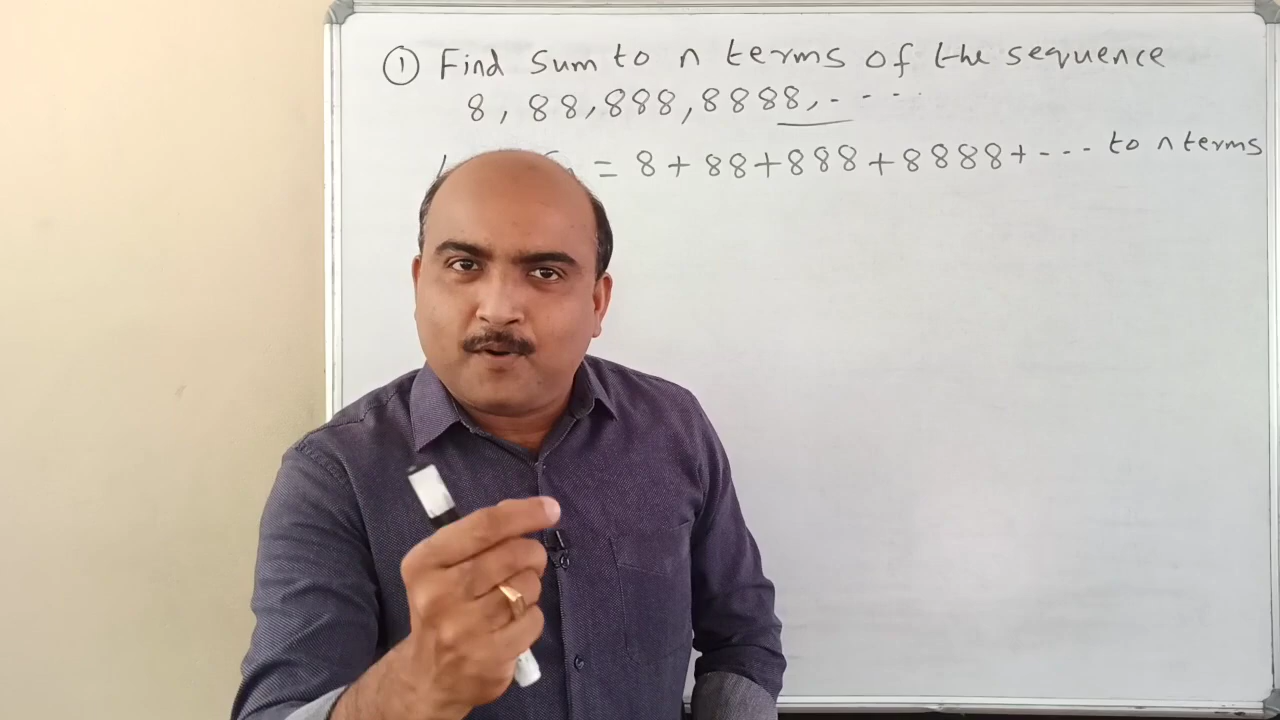 ① Find sum to n terms of the sequence
8, 88, 888, 8888, - - - -
= 8 + 88 + 888 + 8888 + - - - to n terms